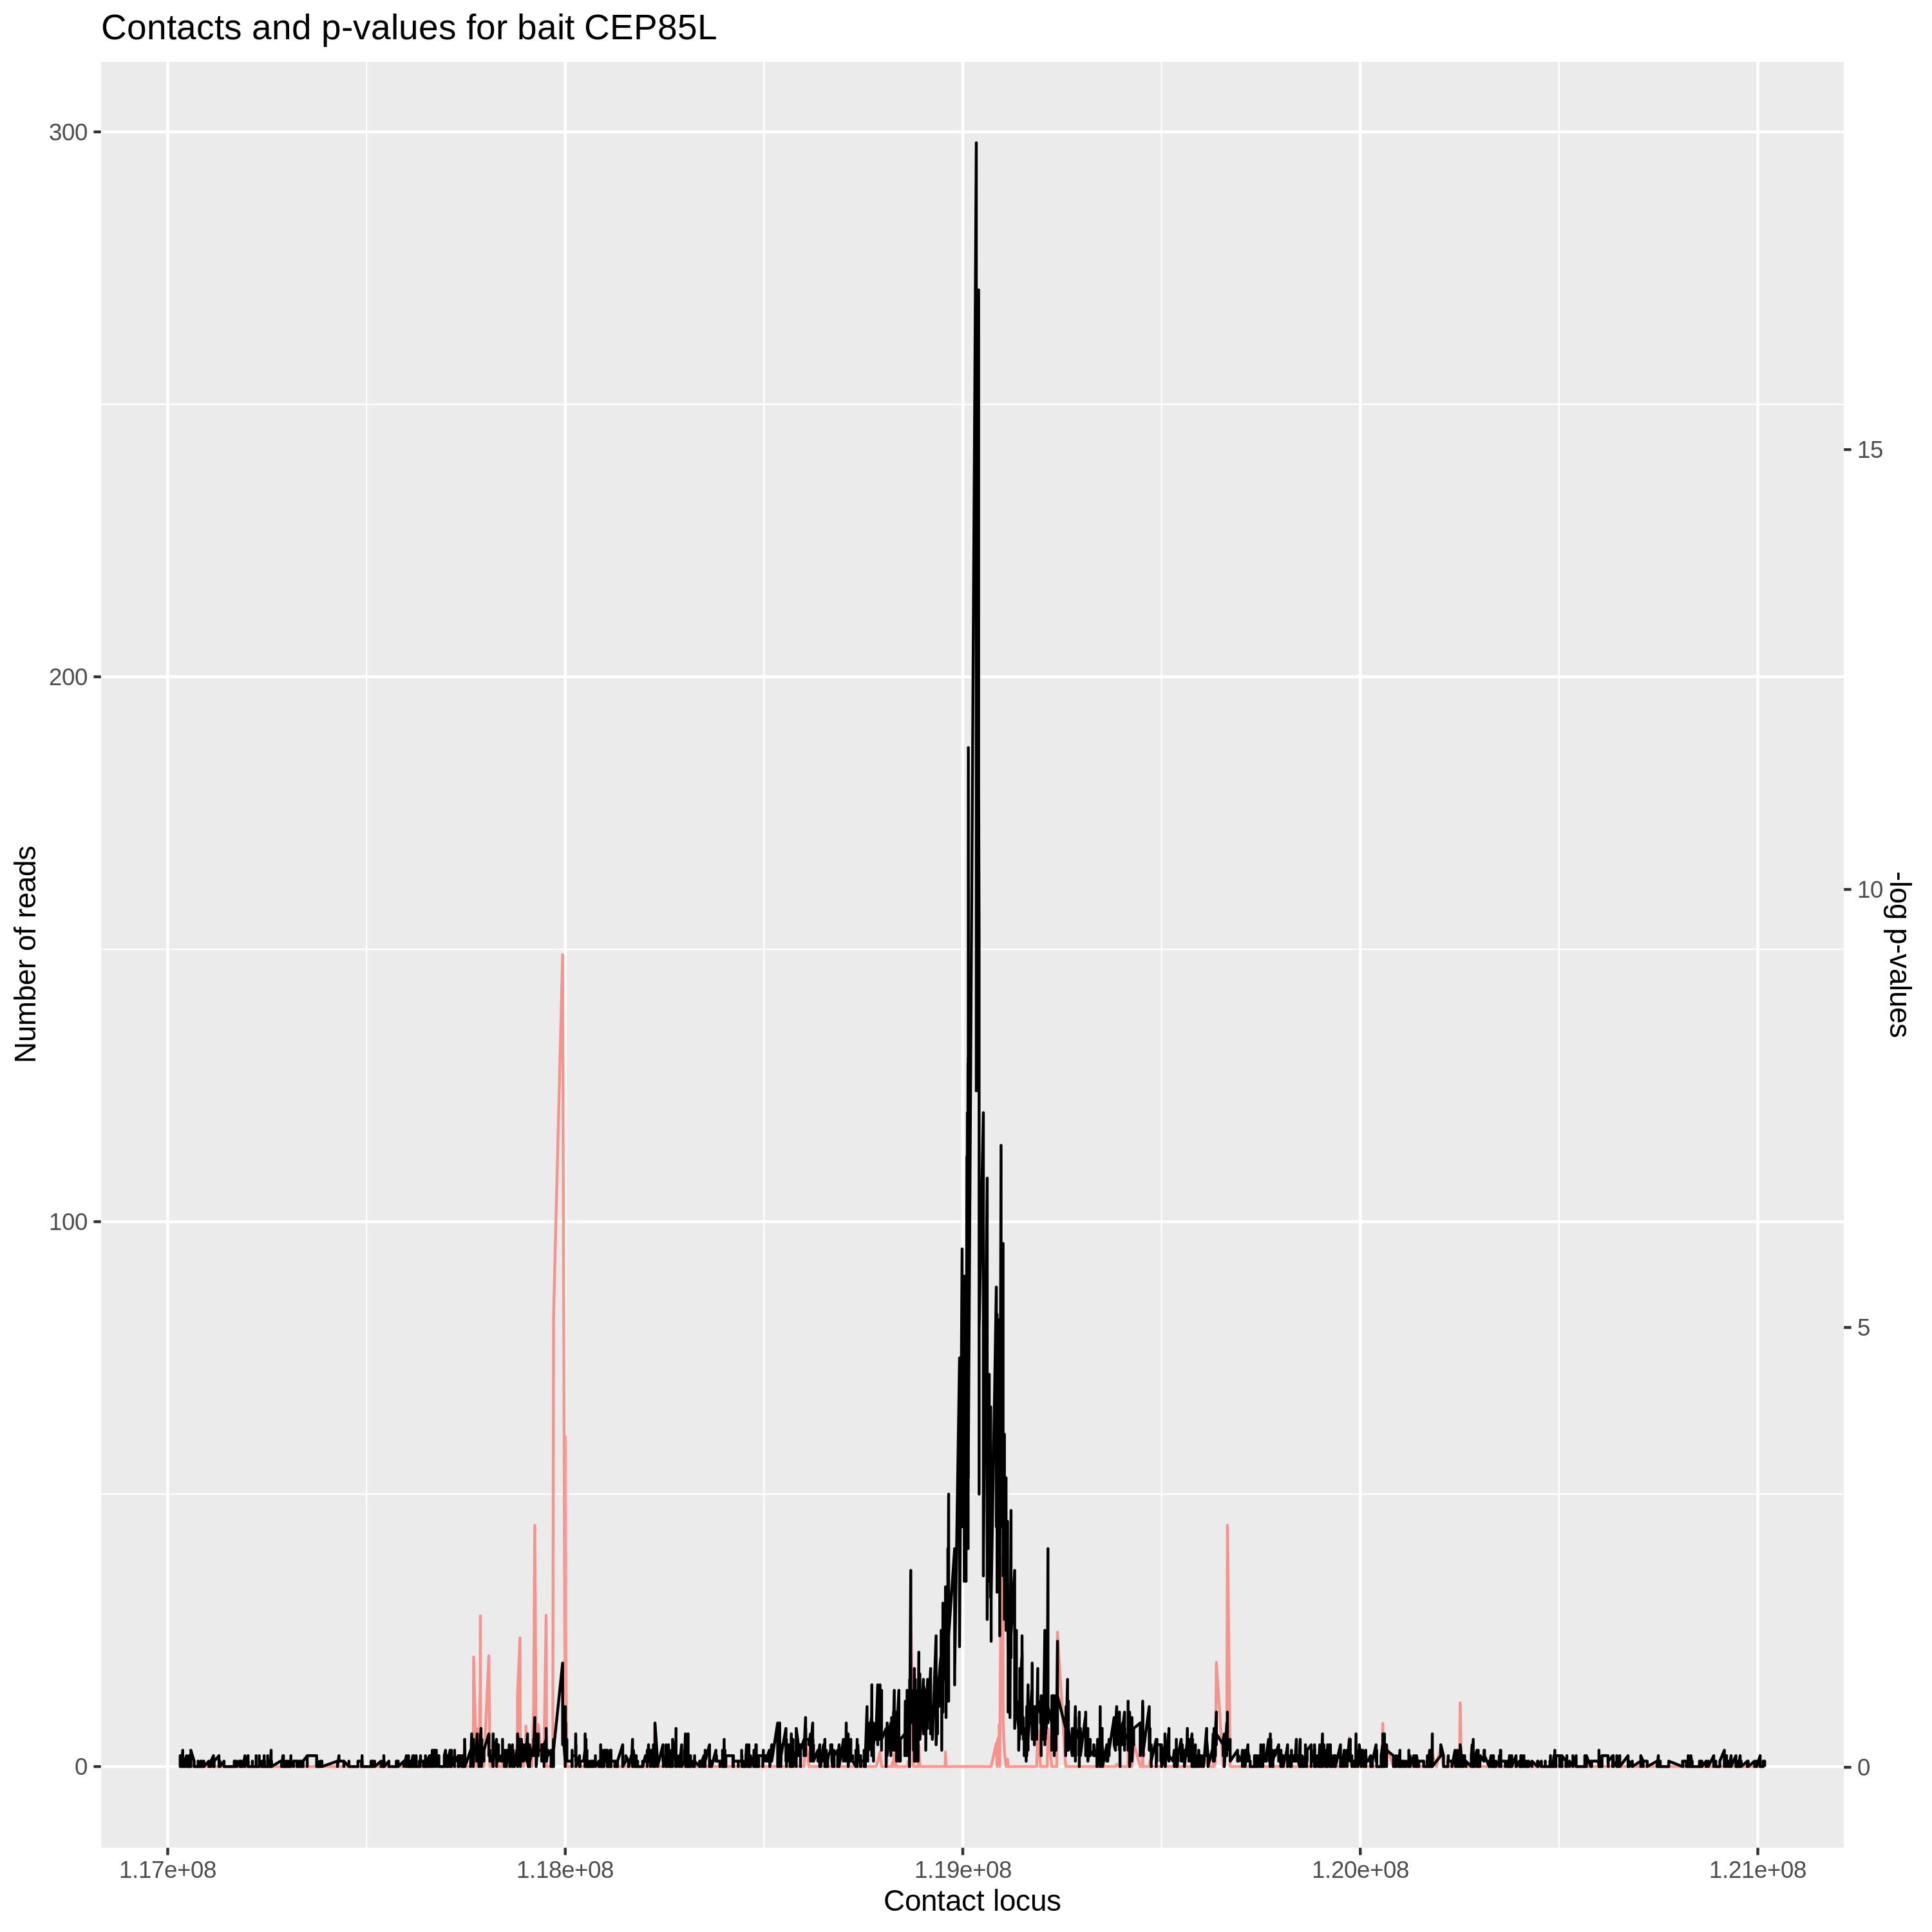 Contacts and p-values for bait CEP85L
300
200
100
0
Number of reads
15
10
5
0
-log p-values
1.17e+08
1.18e+08
1.19e+08
1.20e+08
1.21e+08
Contact locus